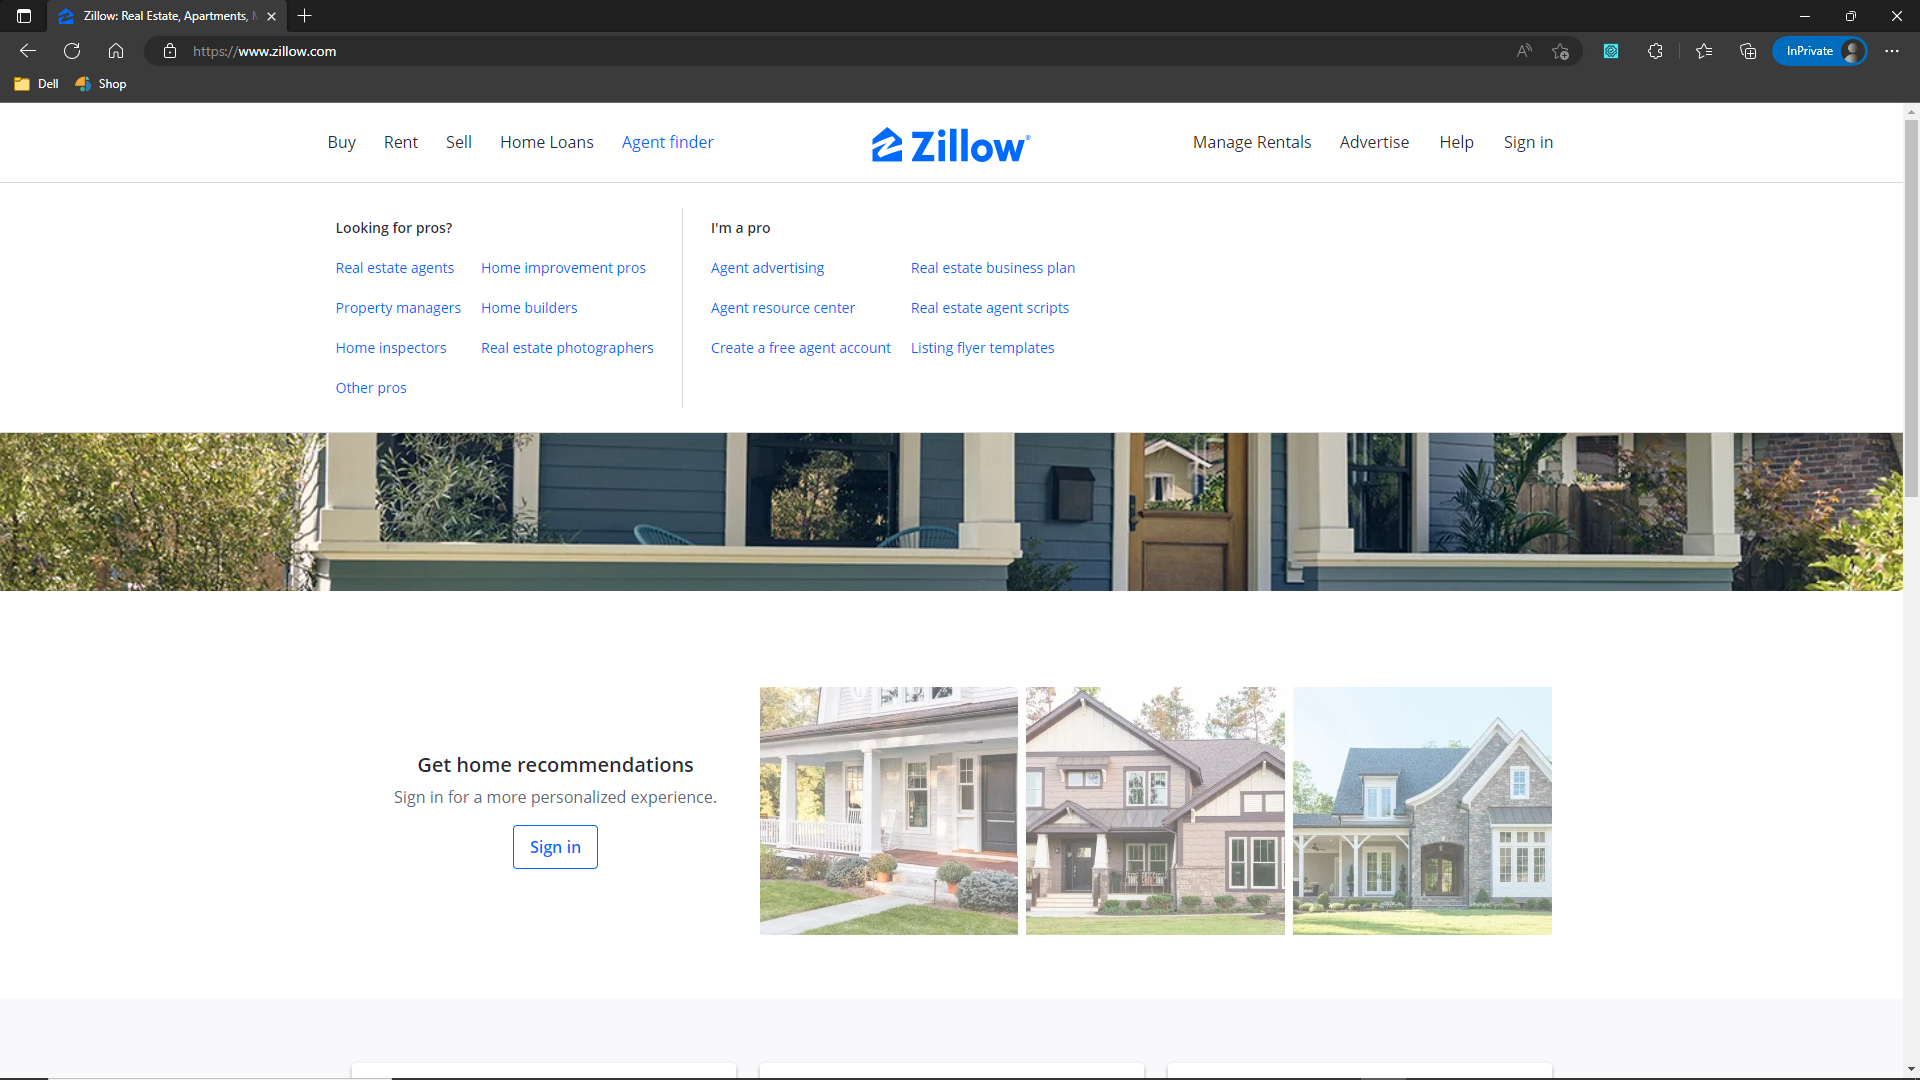 Zillow: Real Estate, Apartments,
https://www.zillow.com
InPrivate
Dell
Shop
Buy
Rent
Sell
Home Loans
Agent finder
Zillow
Manage Rentals
Advertise
Help
Sign in
Looking for pros?
Real estate agents
Home improvement pros
Property managers
Home builders
Home inspectors
Real estate photographers
Other pros
I'm a pro
Agent advertising
Real estate business plan
Agent resource center
Real estate agent scripts
Create a free agent account
Listing flyer templates
Get home recommendations
Sign in for a more personalized experience.
Sign in